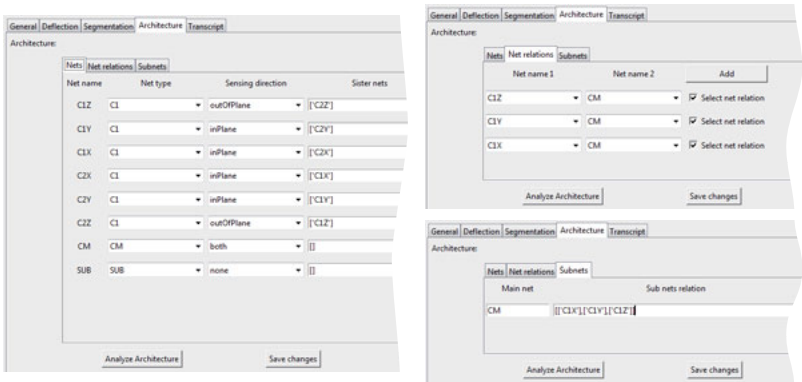 General Deflection Segmentation Architecture Transcript
Architecture:
Nets Net relations Subnets
Net name Net type Sensing direction Sister nets
C1Z C1 outOfPlane ['C2Z']
C1Y C1 inPlane ['C2Y']
C1X C1 inPlane ['C2X']
C2X C1 inPlane ['C1X']
C2Y C1 inPlane ['C1Y']
C2Z C1 outOfPlane ['C1Z']
CM CM both []
SUB SUB none []
Analyze Architecture Save changes
General Deflection Segmentation Architecture Transcript
Architecture:
Nets Net relations Subnets
Net name 1 Net name 2 Add
C1Z CM Select net relation
C1Y CM Select net relation
C1X CM Select net relation
Analyze Architecture Save changes
General Deflection Segmentation Architecture Transcript
Architecture:
Nets Net relations Subnets
Main net Sub nets relation
CM [['C1X'],['C1Y'],['C1Z']]
Analyze Architecture Save changes